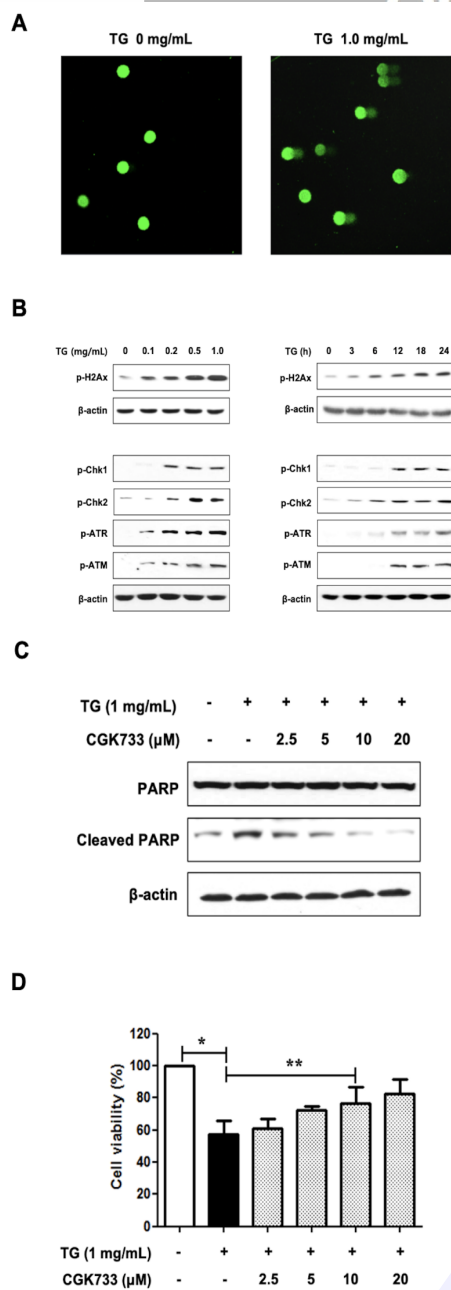 A
TG 0 mg/mL TG 1.0 mg/mL
B
TG (mg/mL) 0 0.1 0.2 0.5 1.0
p-H2Ax
β-actin
p-Chk1
p-Chk2
p-ATR
p-ATM
β-actin
TG (h) 0 3 6 12 18 24
p-H2Ax
β-actin
p-Chk1
p-Chk2
p-ATR
p-ATM
β-actin
C
TG (1 mg/mL) - + + + + +
CGK733 (µM) - - 2.5 5 10 20
PARP
Cleaved PARP
β-actin
D
Cell viability (%)
120
100
80
60
40
20
0
*
**
TG (1 mg/mL) - + + + + +
CGK733 (µM) - - 2.5 5 10 20